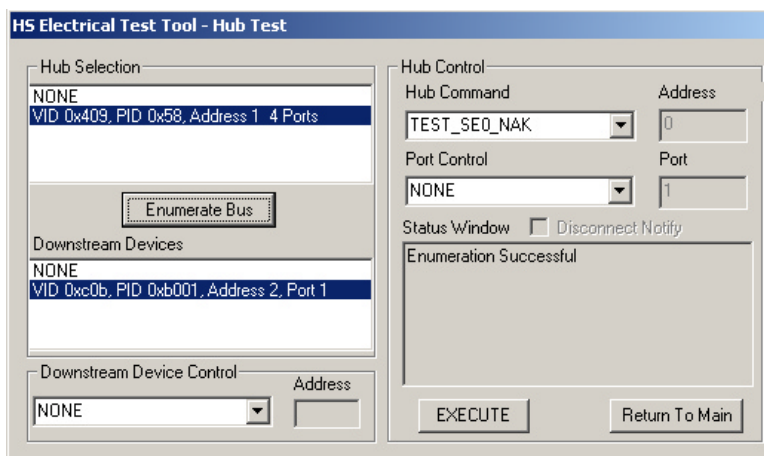 HS Electrical Test Tool - Hub Test
Hub Selection
NONE
VID 0x409, PID 0x58, Address 1 4 Ports
Enumerate Bus
Downstream Devices
NONE
VID 0xc0b, PID 0xb001, Address 2, Port 1
Downstream Device Control
Address
NONE
Hub Control
Hub Command
Address
TEST_SE0_NAK
0
Port Control
Port
NONE
1
Status Window
Disconnect Notify
Enumeration Successful
EXECUTE
Return To Main